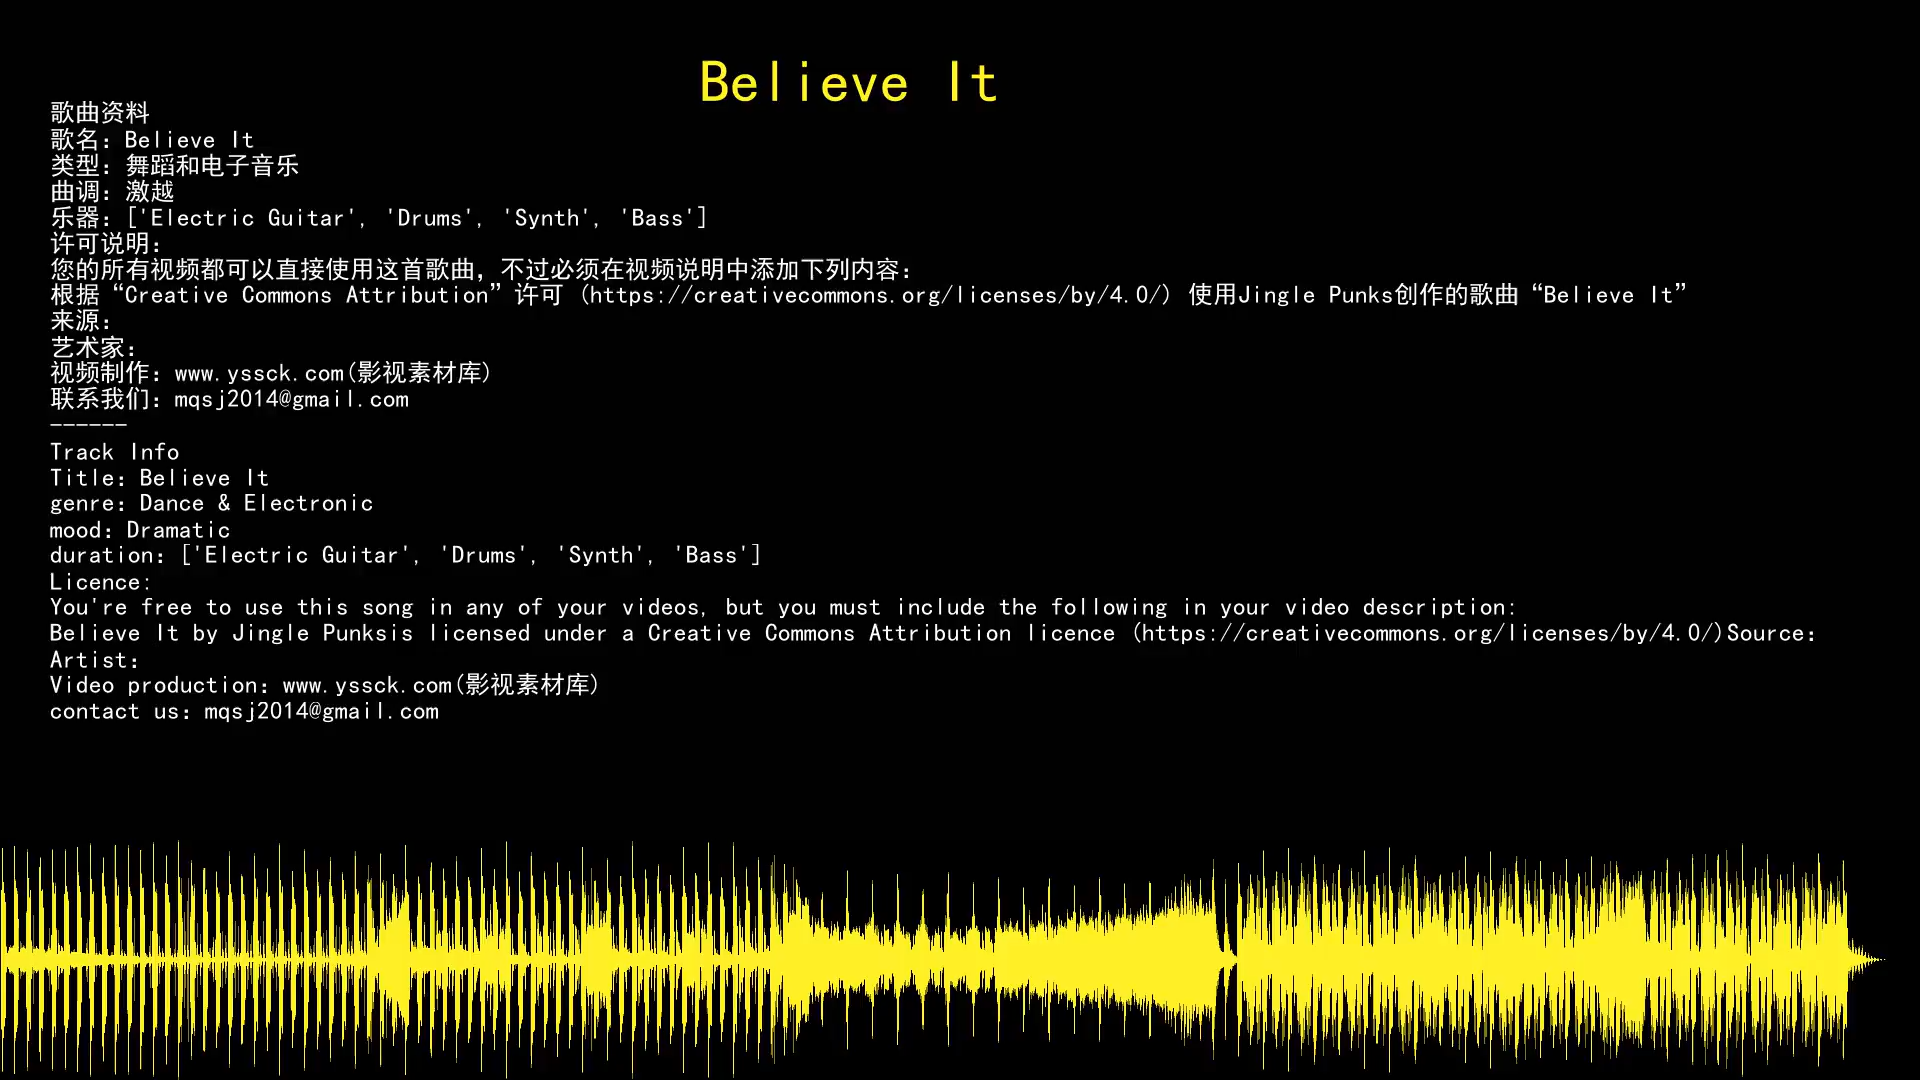 Believe It
歌曲资料
歌名：Believe It
类型：舞蹈和电子音乐
曲调：激越
乐器：['Electric Guitar', 'Drums', 'Synth', 'Bass']
许可说明：
您的所有视频都可以直接使用这首歌曲，不过必须在视频说明中添加下列内容：
根据“Creative Commons Attribution”许可 (https://creativecommons.org/licenses/by/4.0/) 使用Jingle Punks创作的歌曲“Believe It”
来源：
艺术家：
视频制作：www.yssck.com(影视素材库)
联系我们：mqsj2014@gmail.com
------
Track Info
Title：Believe It
genre：Dance & Electronic
mood：Dramatic
duration：['Electric Guitar', 'Drums', 'Synth', 'Bass']
Licence:
You're free to use this song in any of your videos, but you must include the following in your video description:
Believe It by Jingle Punksis licensed under a Creative Commons Attribution licence (https://creativecommons.org/licenses/by/4.0/)Source：
Artist：
Video production：www.yssck.com(影视素材库)
contact us：mqsj2014@gmail.com